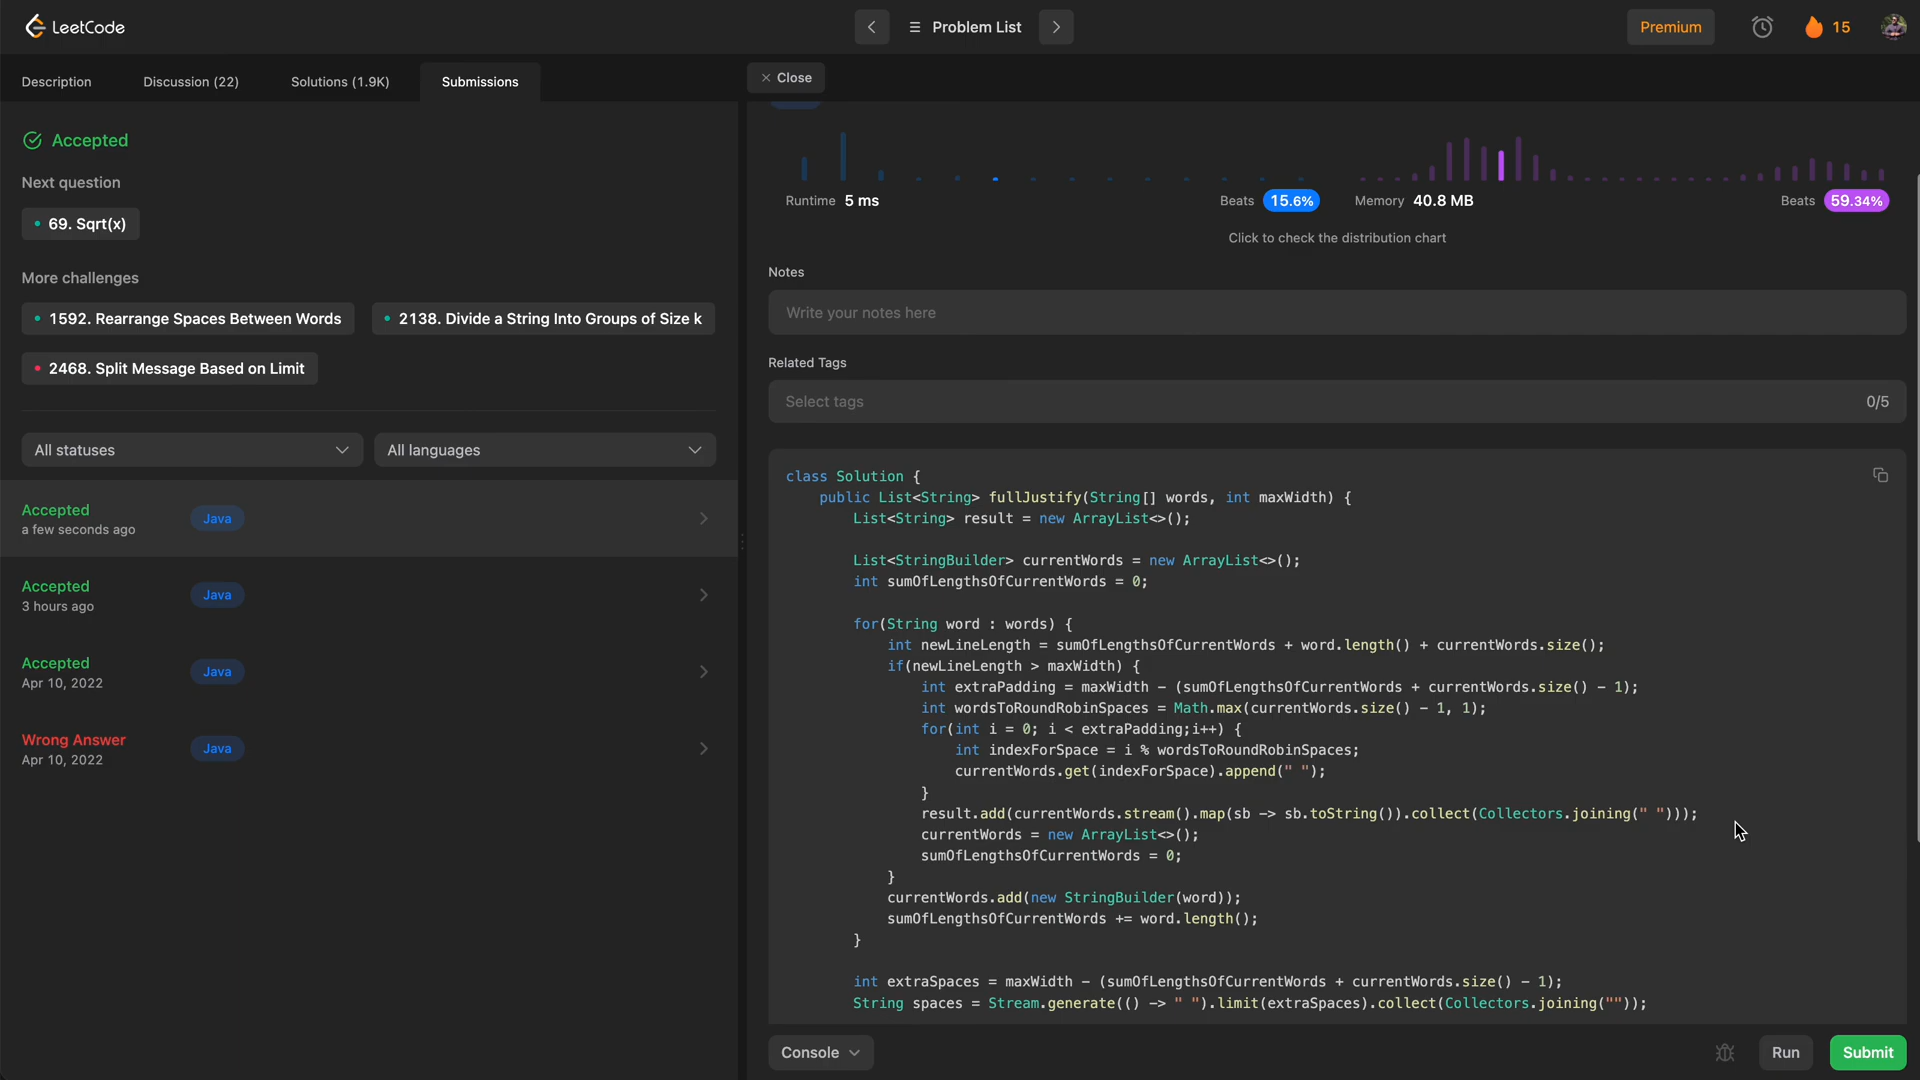 LeetCode
Problem List
Premium
15
Description
Discussion (22)
Solutions (1.9K)
Submissions
Close
Accepted
Next question
69. Sqrt(x)
More challenges
1592. Rearrange Spaces Between Words
2138. Divide a String Into Groups of Size k
2468. Split Message Based on Limit
All statuses
All languages
Accepted
a few seconds ago
Java
Accepted
3 hours ago
Java
Accepted
Apr 10, 2022
Java
Wrong Answer
Apr 10, 2022
Java
Runtime 5 ms
Beats 15.6%
Memory 40.8 MB
Beats 59.34%
Click to check the distribution chart
Notes
Write your notes here
Related Tags
Select tags
0/5
class Solution {
public List<String> fullJustify(String[] words, int maxWidth) {
List<String> result = new ArrayList<>();
List<StringBuilder> currentWords = new ArrayList<>();
int sumOfLengthsOfCurrentWords = 0;
for(String word : words) {
int newLineLength = sumOfLengthsOfCurrentWords + word.length() + currentWords.size();
if(newLineLength > maxWidth) {
int extraPadding = maxWidth - (sumOfLengthsOfCurrentWords + currentWords.size() - 1);
int wordsToRoundRobinSpaces = Math.max(currentWords.size() - 1, 1);
for(int i = 0; i < extraPadding;i++) {
int indexForSpace = i % wordsToRoundRobinSpaces;
currentWords.get(indexForSpace).append(" ");
}
result.add(currentWords.stream().map(sb -> sb.toString()).collect(Collectors.joining(" ")));
currentWords = new ArrayList<>();
sumOfLengthsOfCurrentWords = 0;
}
currentWords.add(new StringBuilder(word));
sumOfLengthsOfCurrentWords += word.length();
}
int extraSpaces = maxWidth - (sumOfLengthsOfCurrentWords + currentWords.size() - 1);
String spaces = Stream.generate(() -> " ").limit(extraSpaces).collect(Collectors.joining(""));
Console
Run
Submit